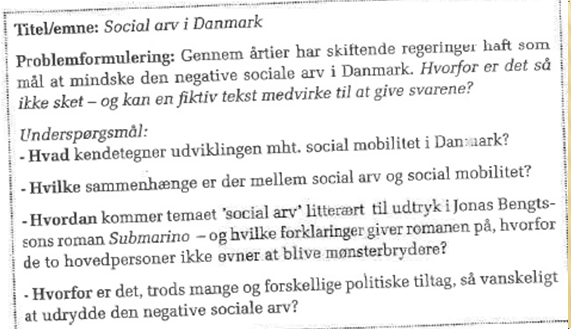 Titel/emne: Social arv i Danmark
Problemformulering: Gennem årtier har skiftende regeringer haft som
mål at mindske den negative sociale arv i Danmark. Hvorfor er det så
ikke sket – og kan en fiktiv tekst medvirke til at give svarene?
Underspørgsmål:
- Hvad kendetegner udviklingen mht. social mobilitet i Danmark?
- Hvilke sammenhænge er der mellem social arv og social mobilitet?
- Hvordan kommer temaet 'social arv' litterært til udtryk i Jonas Bengts-
sons roman Submarino – og hvilke forklaringer giver romanen på, hvorfor
de to hovedpersoner ikke evner at blive mønsterbrydere?
- Hvorfor er det, trods mange og forskellige politiske tiltag, så vanskeligt
at udrydde den negative sociale arv?